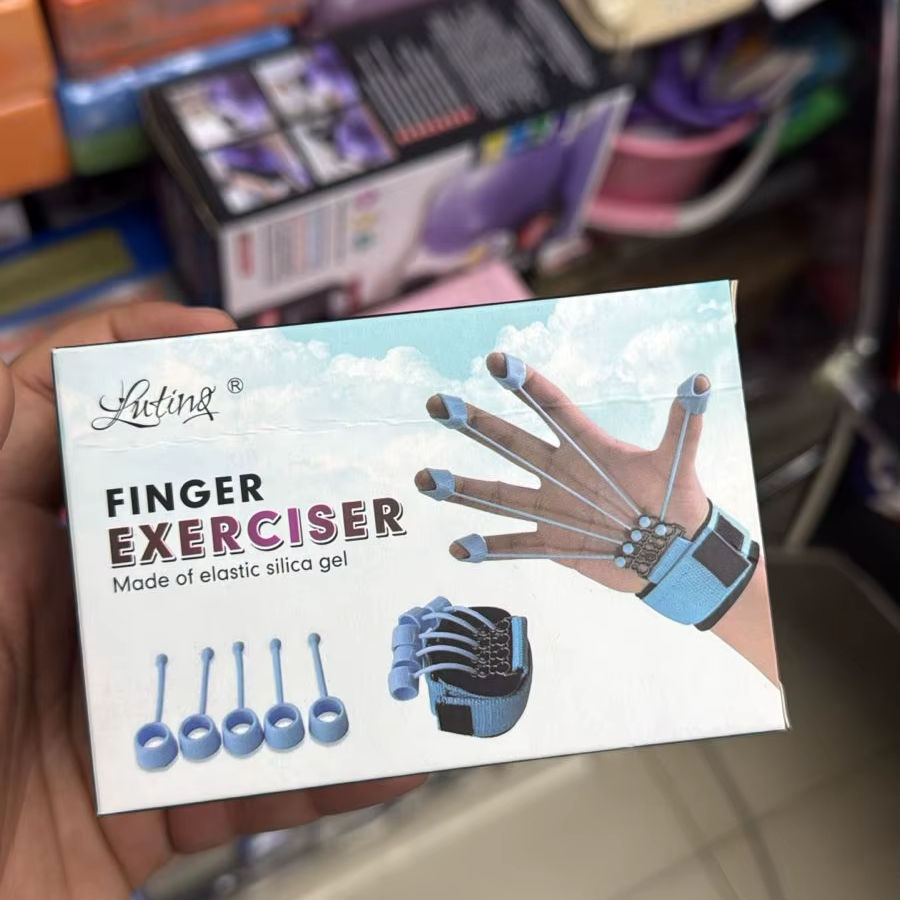 Luting ®
FINGER
EXERCISER
Made of elastic silica gel